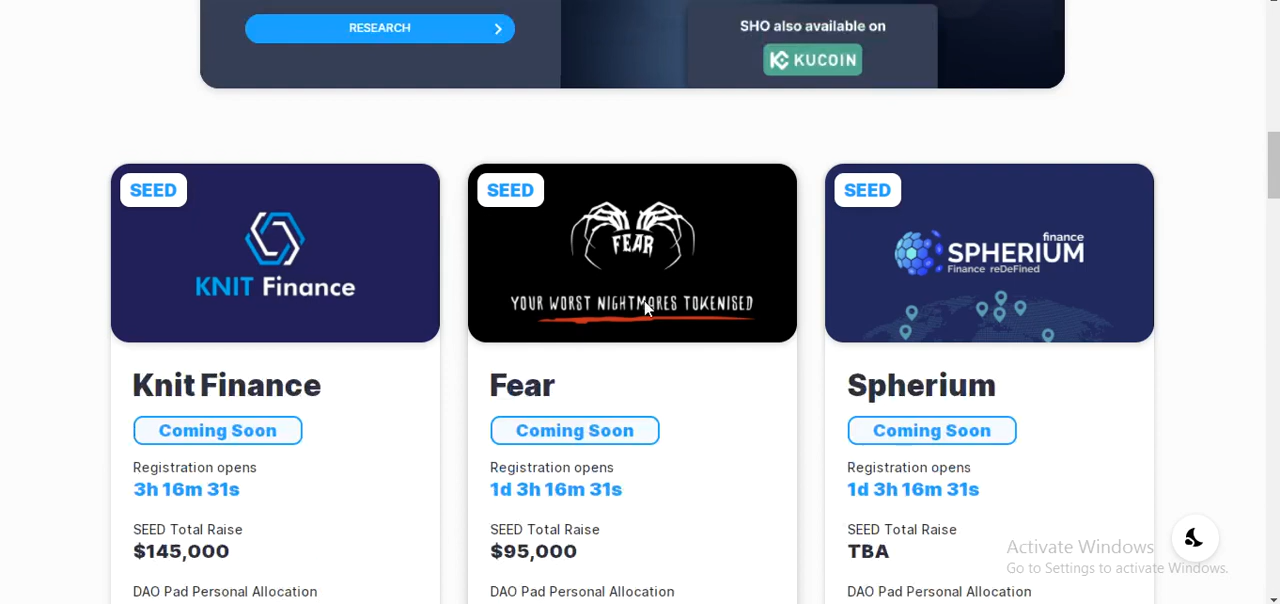 RESEARCH
SHO also available on
KUCOIN
SEED
KNIT Finance
Knit Finance
Coming Soon
Registration opens
3h 16m 31s
SEED Total Raise
$145,000
DAO Pad Personal Allocation
SEED
FEAR
YOUR WORST NIGHTMARES TOKENISED
Fear
Coming Soon
Registration opens
1d 3h 16m 31s
SEED Total Raise
$95,000
DAO Pad Personal Allocation
SEED
finance
SPHERIUM
Finance reDeFined
Spherium
Coming Soon
Registration opens
1d 3h 16m 31s
SEED Total Raise
TBA
DAO Pad Personal Allocation
Activate Windows
Go to Settings to activate Windows.